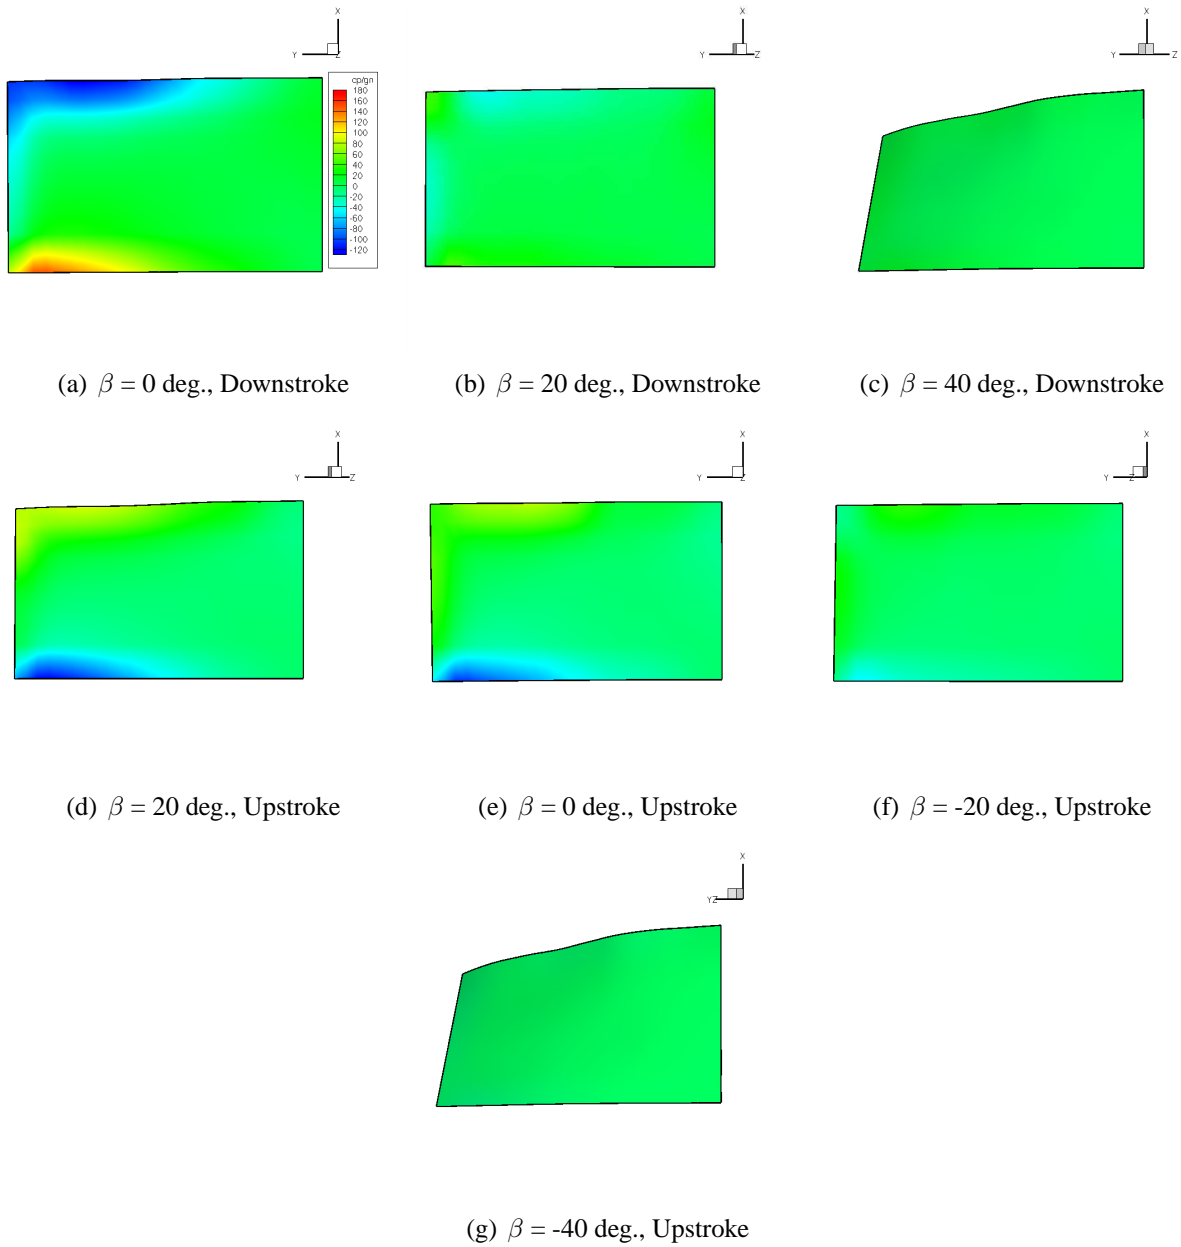 X
Y
Z
cp/gn
180
160
140
120
100
80
60
40
20
0
-20
-40
-60
-80
-100
-120
X
Y
Z
X
Y
Z
(a) β = 0 deg., Downstroke
(b) β = 20 deg., Downstroke
(c) β = 40 deg., Downstroke
X
Y
Z
X
Y
Z
X
Y
Z
(d) β = 20 deg., Upstroke
(e) β = 0 deg., Upstroke
(f) β = -20 deg., Upstroke
X
YZ
(g) β = -40 deg., Upstroke